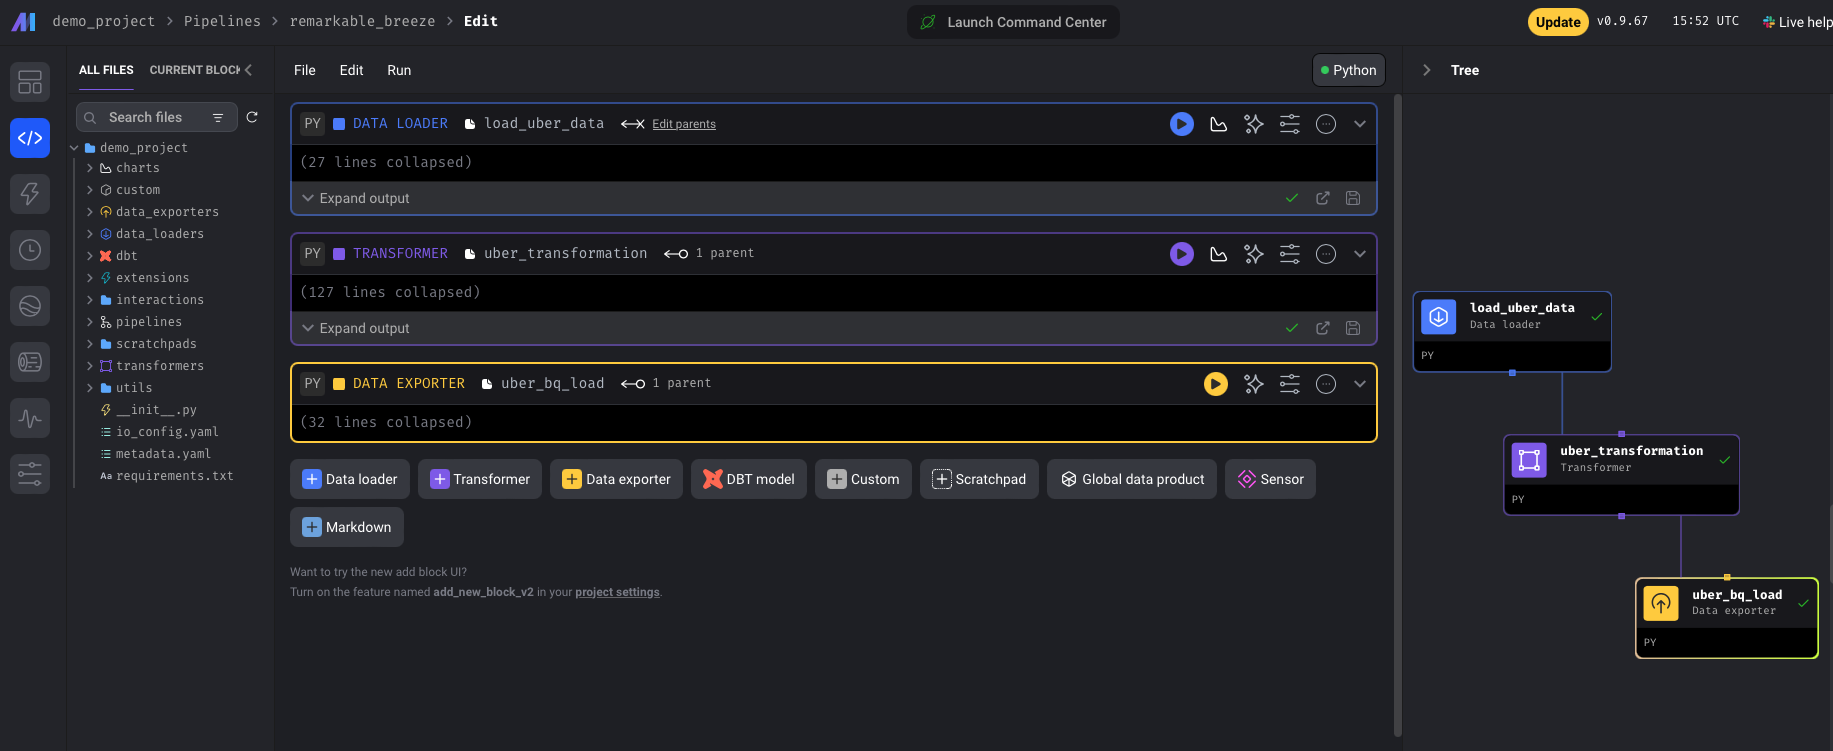 demo_project > Pipelines > remarkable_breeze > Edit
Launch Command Center
Update v0.9.67 15:52 UTC Live help
ALL FILES CURRENT BLOCK
File Edit Run
Python
Tree
Search files
demo_project
charts
custom
data_exporters
data_loaders
dbt
extensions
interactions
pipelines
scratchpads
transformers
utils
__init__.py
io_config.yaml
metadata.yaml
Aa requirements.txt
PY DATA LOADER load_uber_data Edit parents
(27 lines collapsed)
Expand output
PY TRANSFORMER uber_transformation 1 parent
(127 lines collapsed)
Expand output
PY DATA EXPORTER uber_bq_load 1 parent
(32 lines collapsed)
Data loader Transformer Data exporter DBT model Custom Scratchpad Global data product Sensor
Markdown
Want to try the new add block UI?
Turn on the feature named add_new_block_v2 in your project settings.
load_uber_data
Data loader
PY
uber_transformation
Transformer
PY
uber_bq_load
Data exporter
PY